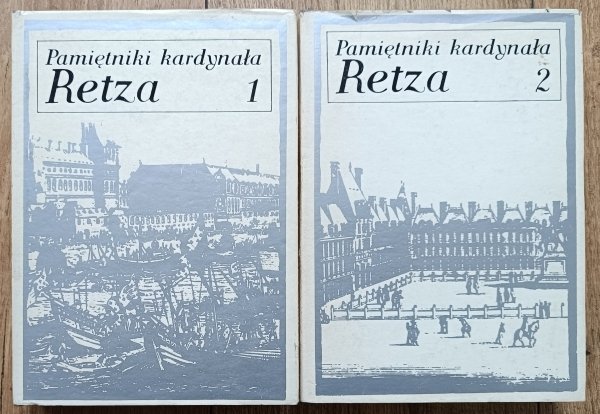 Pamiętniki kardynała
Retza 1
Pamiętniki kardynała
Retza 2